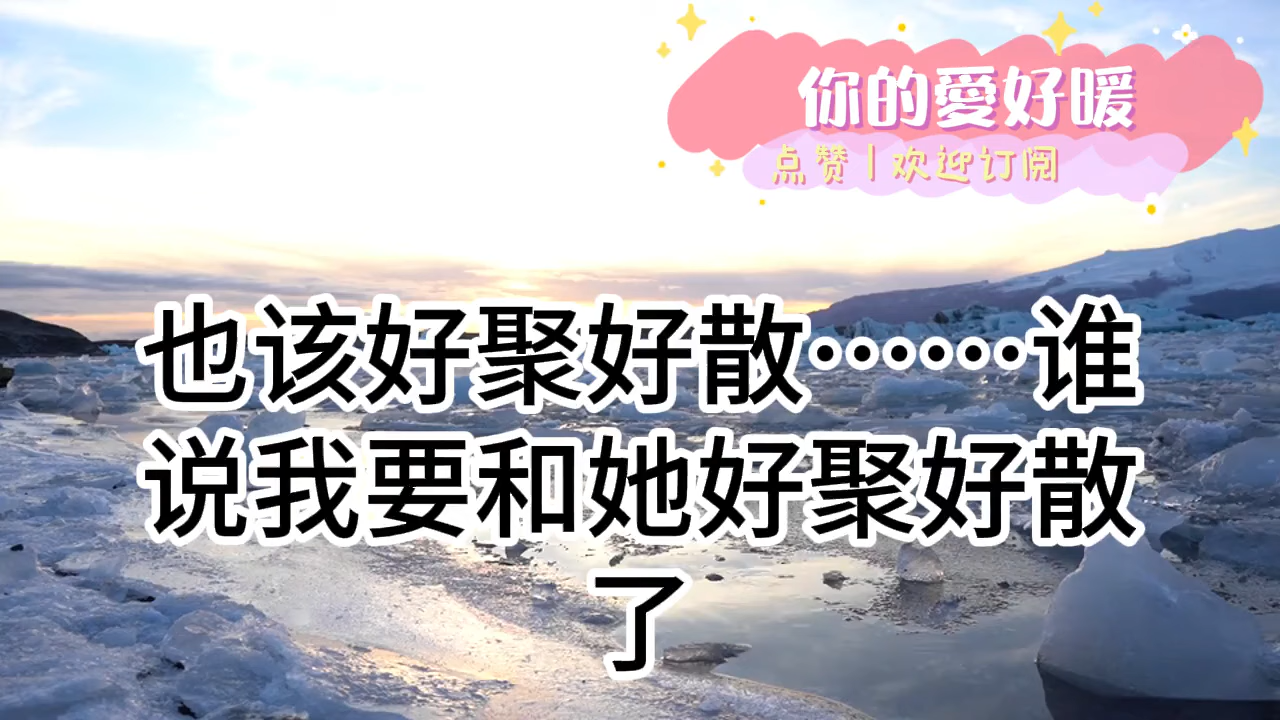 你的愛好暖
点赞|欢迎订阅
也该好聚好散……谁
说我要和她好聚好散
了